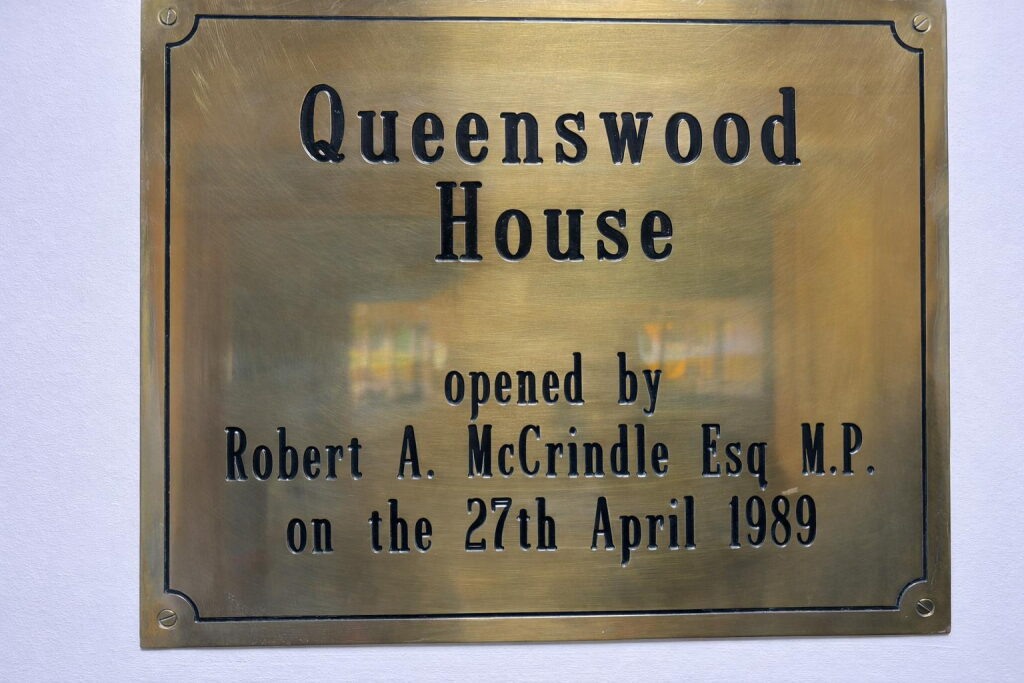 Queenswood
House
opened by
Robert A. McCrindle Esq M.P.
on the 27th April 1989